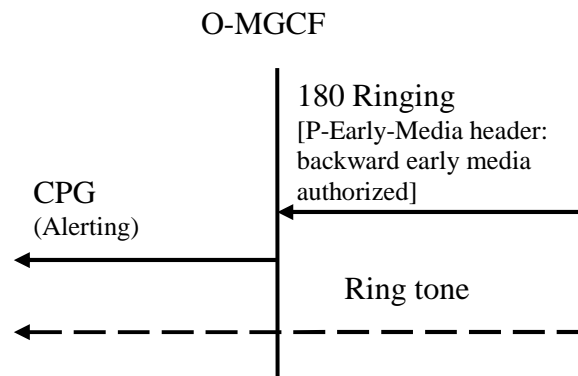 O-MGCF
180 Ringing
[P-Early-Media header:
backward early media
authorized]
CPG
(Alerting)
Ring tone